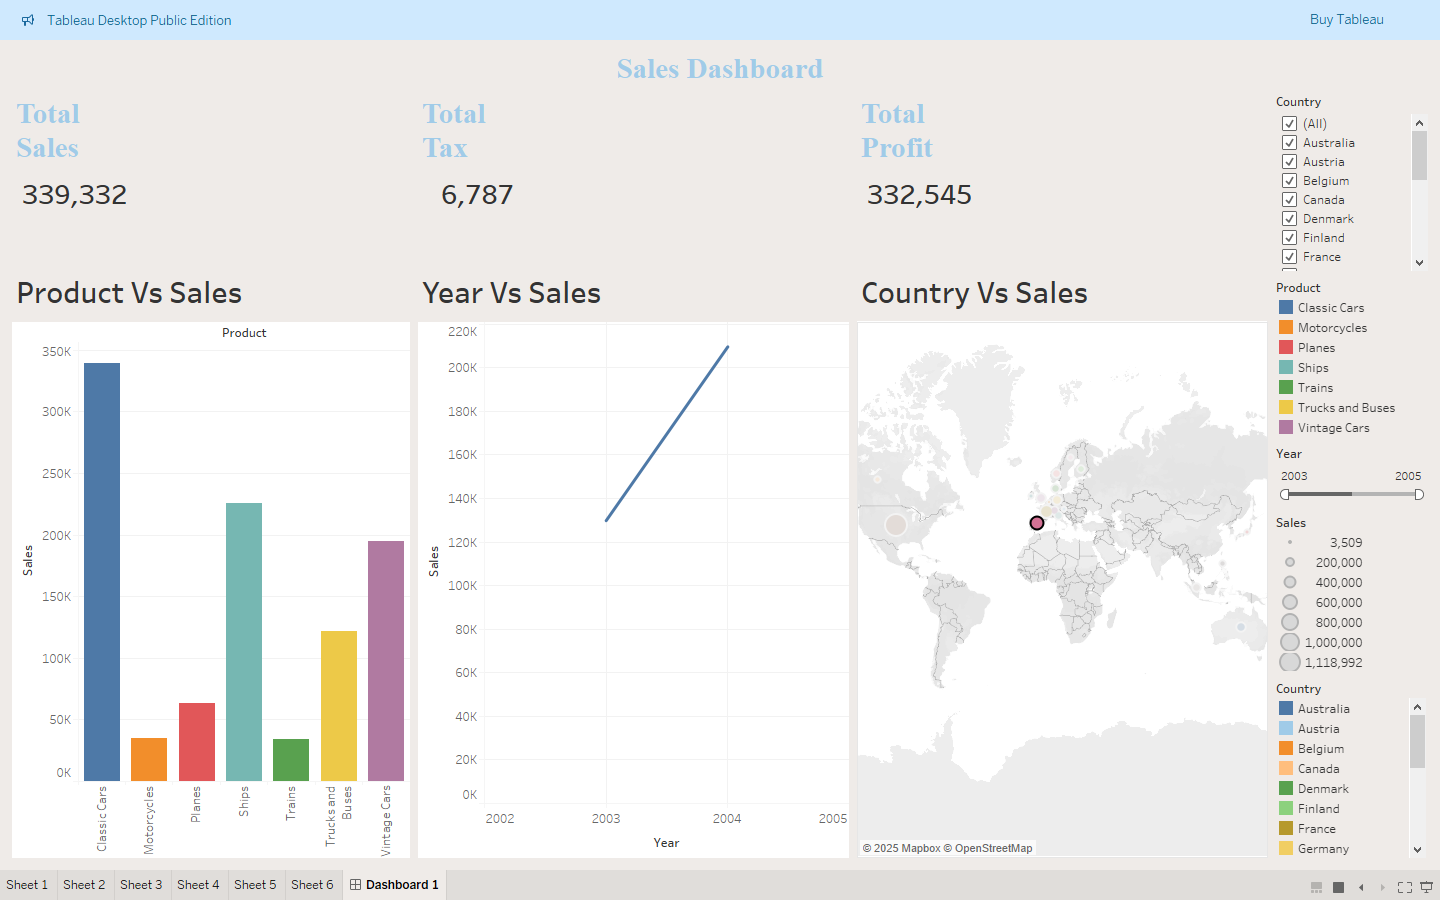 Tableau Desktop Public Edition
Buy Tableau
Sales Dashboard
Total
Sales
339,332
Total
Tax
6,787
Total
Profit
332,545
Country
(All)
Australia
Austria
Belgium
Canada
Denmark
Finland
France
Product Vs Sales
Product
350K
300K
250K
200K
150K
100K
50K
0K
Sales
Classic Cars
Motorcycles
Planes
Ships
Trains
Trucks and
Buses
Vintage Cars
Year Vs Sales
220K
200K
180K
160K
140K
120K
100K
80K
60K
40K
20K
0K
Sales
2002
2003
2004
2005
Year
Country Vs Sales
© 2025 Mapbox © OpenStreetMap
Product
Classic Cars
Motorcycles
Planes
Ships
Trains
Trucks and Buses
Vintage Cars
Year
2003
2005
Sales
3,509
200,000
400,000
600,000
800,000
1,000,000
1,118,992
Country
Australia
Austria
Belgium
Canada
Denmark
Finland
France
Germany
Sheet 1
Sheet 2
Sheet 3
Sheet 4
Sheet 5
Sheet 6
Dashboard 1